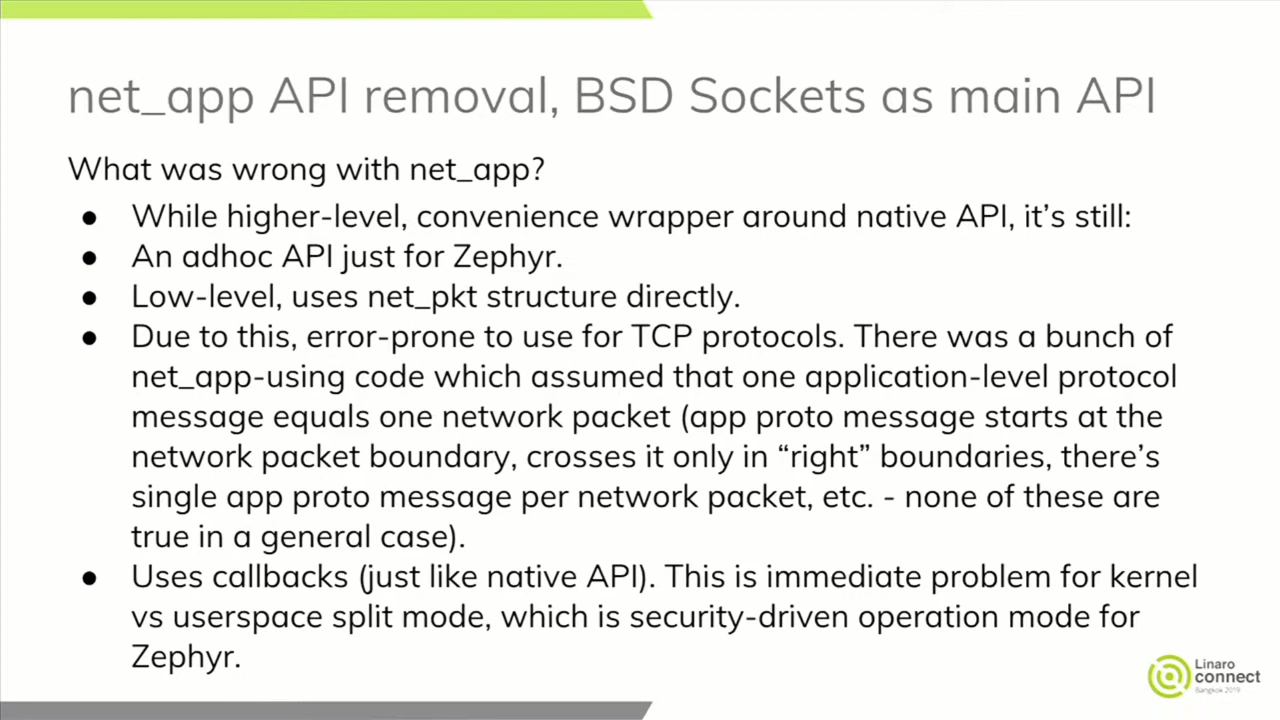 net_app API removal, BSD Sockets as main API
What was wrong with net_app?
● While higher-level, convenience wrapper around native API, it's still:
● An adhoc API just for Zephyr.
● Low-level, uses net_pkt structure directly.
● Due to this, error-prone to use for TCP protocols. There was a bunch of
net_app-using code which assumed that one application-level protocol
message equals one network packet (app proto message starts at the
network packet boundary, crosses it only in “right” boundaries, there's
single app proto message per network packet, etc. - none of these are
true in a general case).
● Uses callbacks (just like native API). This is immediate problem for kernel
vs userspace split mode, which is security-driven operation mode for
Zephyr.
Linaro
connect
Bangkok 2019